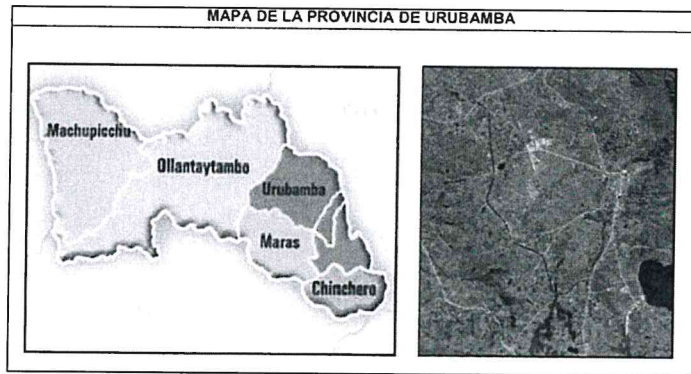 MAPA DE LA PROVINCIA DE URUBAMBA
Machupicchu
Ollantaytambo
Urubamba
Maras
Chinchero